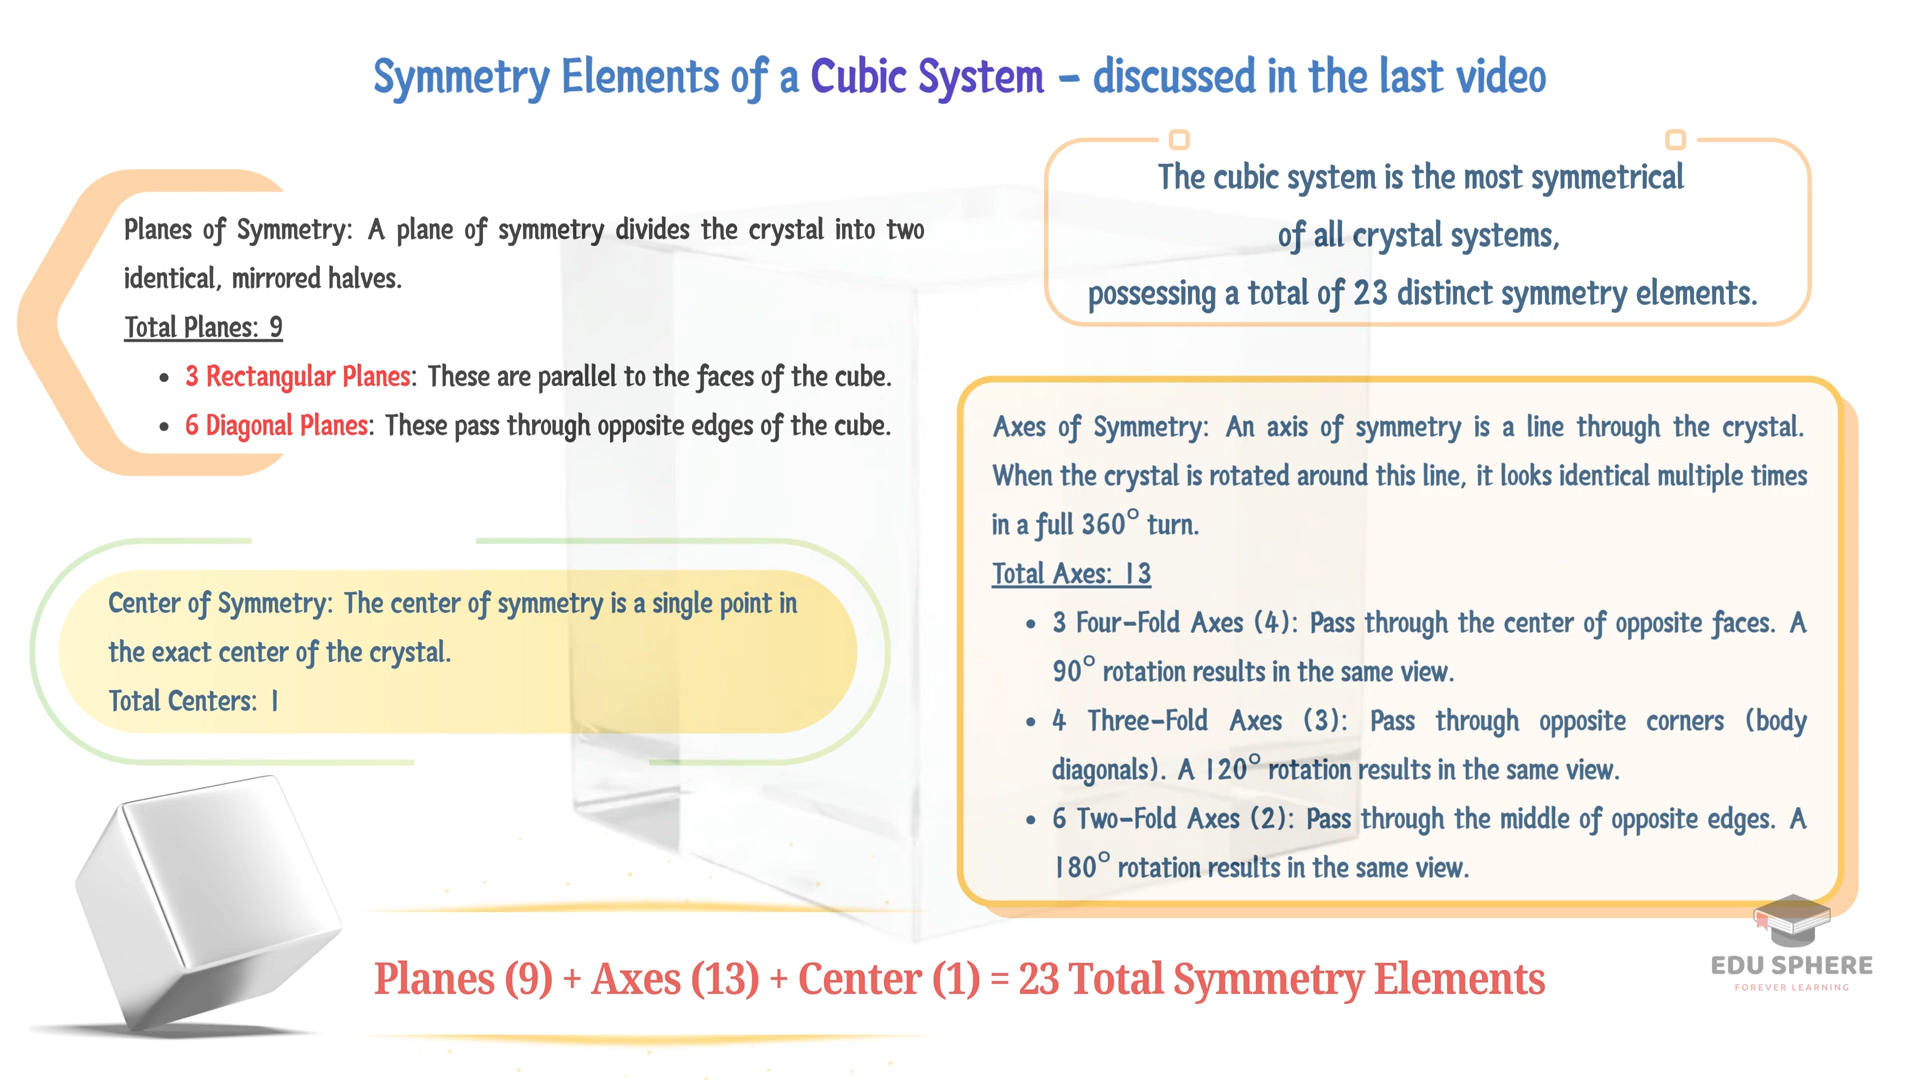 Symmetry Elements of a Cubic System – discussed in the last video
Planes of Symmetry: A plane of symmetry divides the crystal into two
identical, mirrored halves.
Total Planes: 9
• 3 Rectangular Planes: These are parallel to the faces of the cube.
• 6 Diagonal Planes: These pass through opposite edges of the cube.
Center of Symmetry: The center of symmetry is a single point in
the exact center of the crystal.
Total Centers: 1
The cubic system is the most symmetrical
of all crystal systems,
possessing a total of 23 distinct symmetry elements.
Axes of Symmetry: An axis of symmetry is a line through the crystal.
When the crystal is rotated around this line, it looks identical multiple times
in a full 360° turn.
Total Axes: 13
• 3 Four-Fold Axes (4): Pass through the center of opposite faces. A
90° rotation results in the same view.
• 4 Three-Fold Axes (3): Pass through opposite corners (body
diagonals). A 120° rotation results in the same view.
• 6 Two-Fold Axes (2): Pass through the middle of opposite edges. A
180° rotation results in the same view.
Planes (9) + Axes (13) + Center (1) = 23 Total Symmetry Elements
EDU SPHERE
FOREVER LEARNING